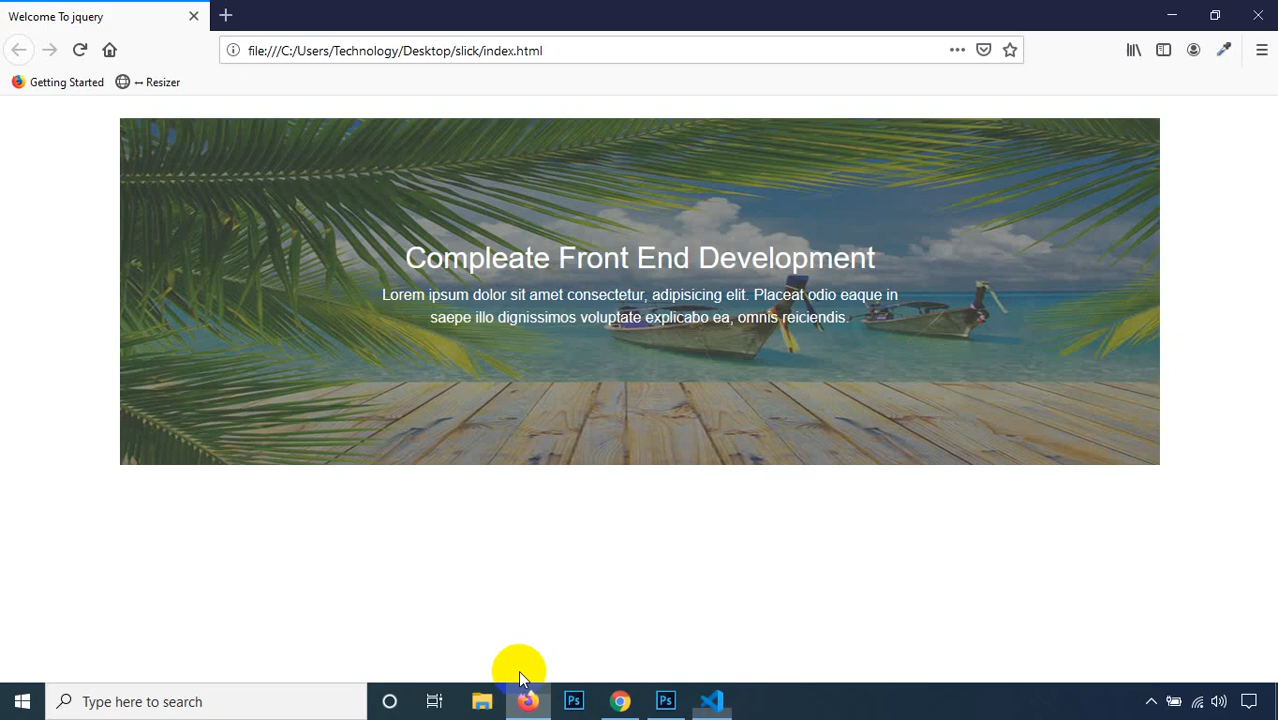 Welcome To jquery
file:///C:/Users/Technology/Desktop/slick/index.html
Getting Started
↔ Resizer
Compleate Front End Development
Lorem ipsum dolor sit amet consectetur, adipisicing elit. Placeat odio eaque in
saepe illo dignissimos voluptate explicabo ea, omnis reiciendis.
Type here to search
Ps
Ps